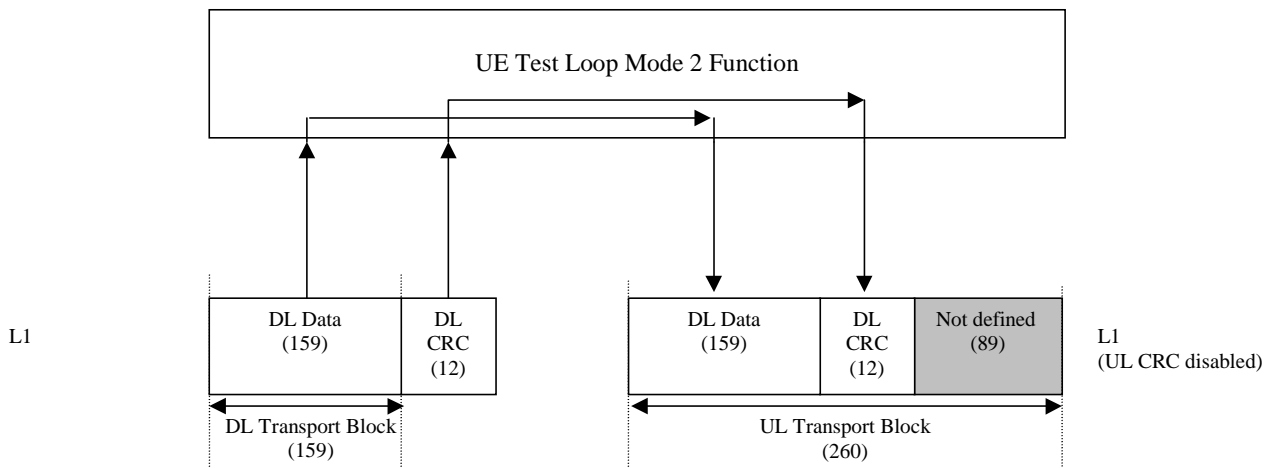 UE Test Loop Mode 2 Function
L1
DL Data
(159)
DL
CRC
(12)
DL Transport Block
(159)
DL Data
(159)
DL
CRC
(12)
Not defined
(89)
UL Transport Block
(260)
L1
(UL CRC disabled)